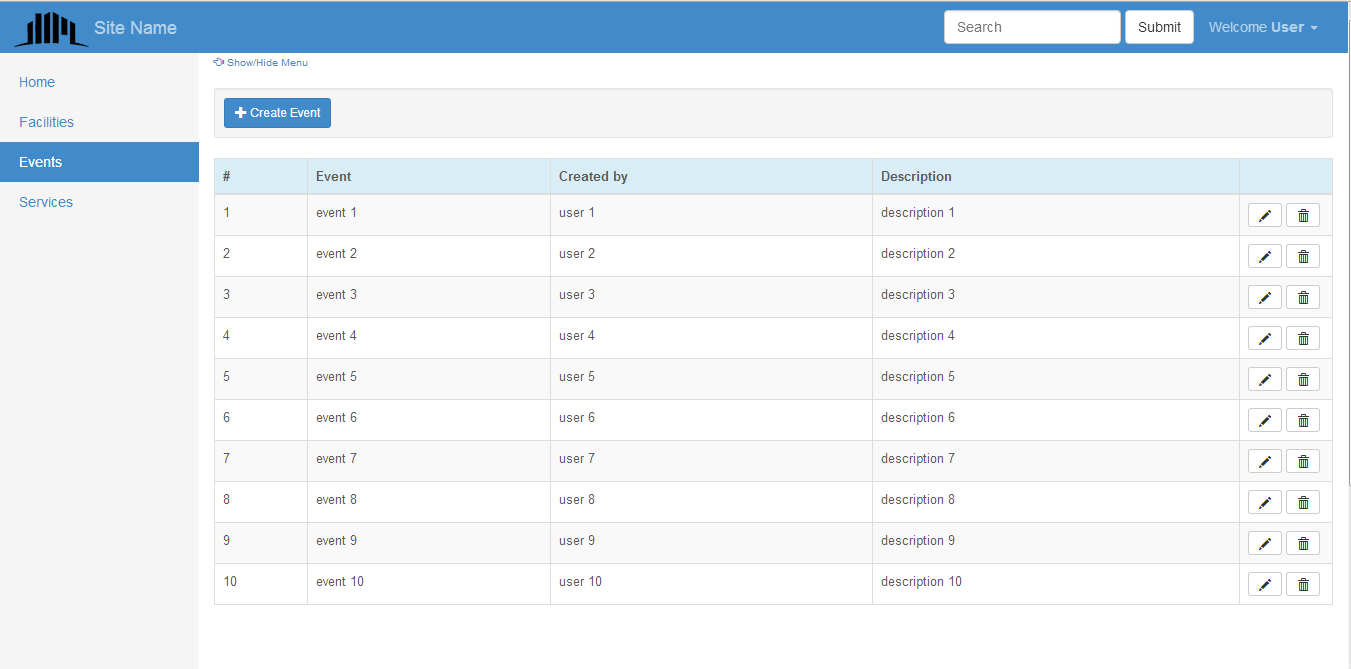 Site Name Search Submit Welcome User
Show/Hide Menu
Home
Facilities
Events
Services
Create Event
# Event Created by Description
1 event 1 user 1 description 1
2 event 2 user 2 description 2
3 event 3 user 3 description 3
4 event 4 user 4 description 4
5 event 5 user 5 description 5
6 event 6 user 6 description 6
7 event 7 user 7 description 7
8 event 8 user 8 description 8
9 event 9 user 9 description 9
10 event 10 user 10 description 10